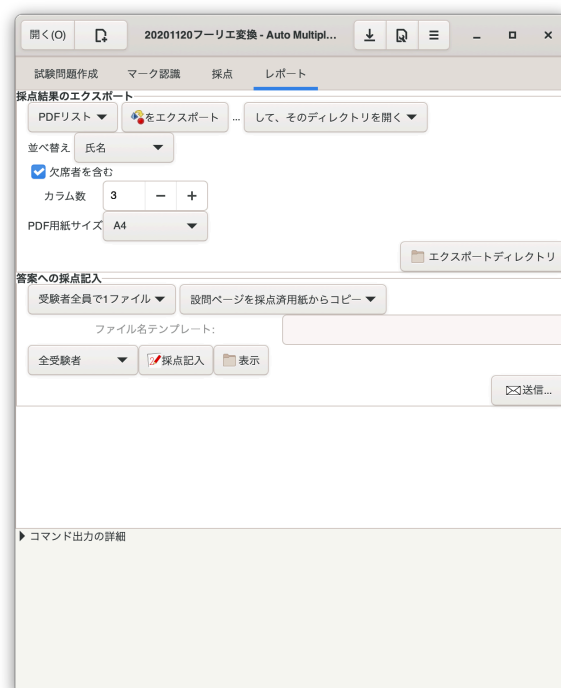 開く(O) 20201120フーリエ変換 - Auto Multipl...
試験問題作成 マーク認識 採点 レポート
採点結果のエクスポート
PDFリスト をエクスポート ... して、そのディレクトリを開く
並べ替え 氏名
欠席者を含む
カラム数 3
PDF用紙サイズ A4
エクスポートディレクトリ
答案への採点記入
受験者全員で1ファイル 設問ページを採点済用紙からコピー
ファイル名テンプレート:
全受験者 採点記入 表示
送信...
コマンド出力の詳細